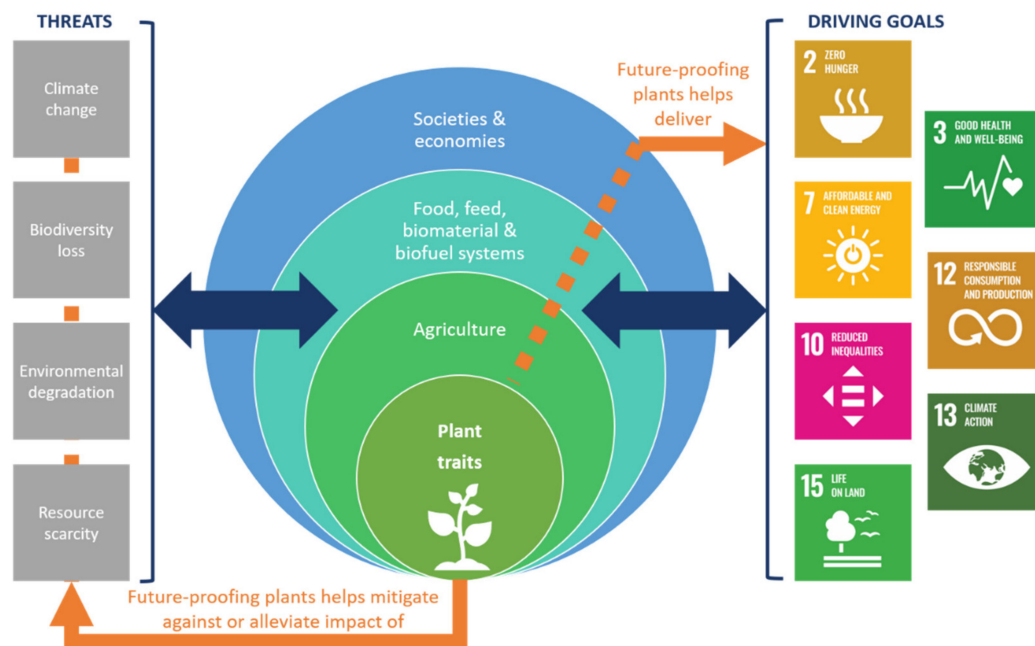 THREATS
Climate
change
Biodiversity
loss
Environmental
degradation
Resource
scarcity
Societies &
economies
Food, feed,
biomaterial &
biofuel systems
Agriculture
Plant
traits
Future-proofing
plants helps
deliver
Future-proofing plants helps mitigate
against or alleviate impact of
DRIVING GOALS
2 ZERO
HUNGER
3 GOOD HEALTH
AND WELL-BEING
7 AFFORDABLE AND
CLEAN ENERGY
12 RESPONSIBLE
CONSUMPTION
AND PRODUCTION
10 REDUCED
INEQUALITIES
13 CLIMATE
ACTION
15 LIFE
ON LAND